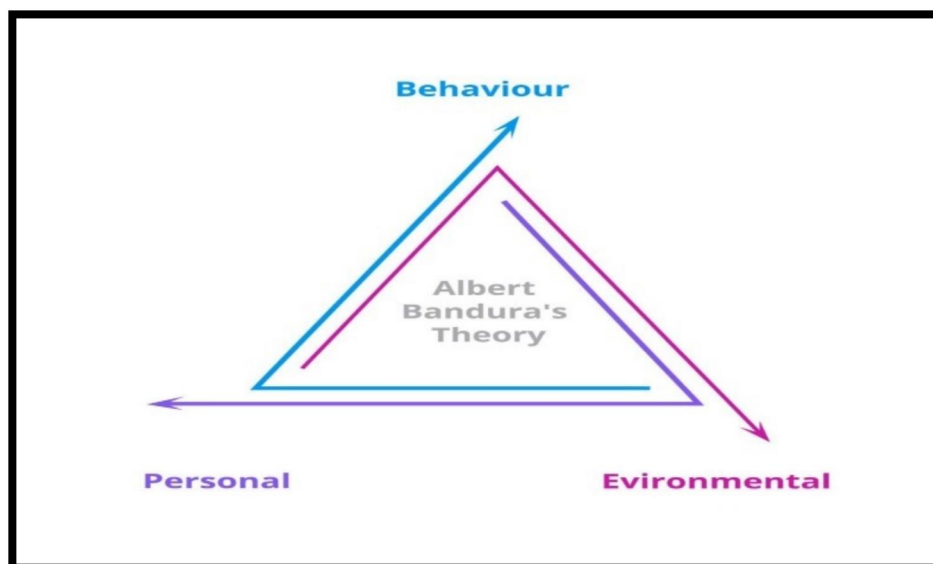 Behaviour
Albert
Bandura's
Theory
Personal
Evironmental